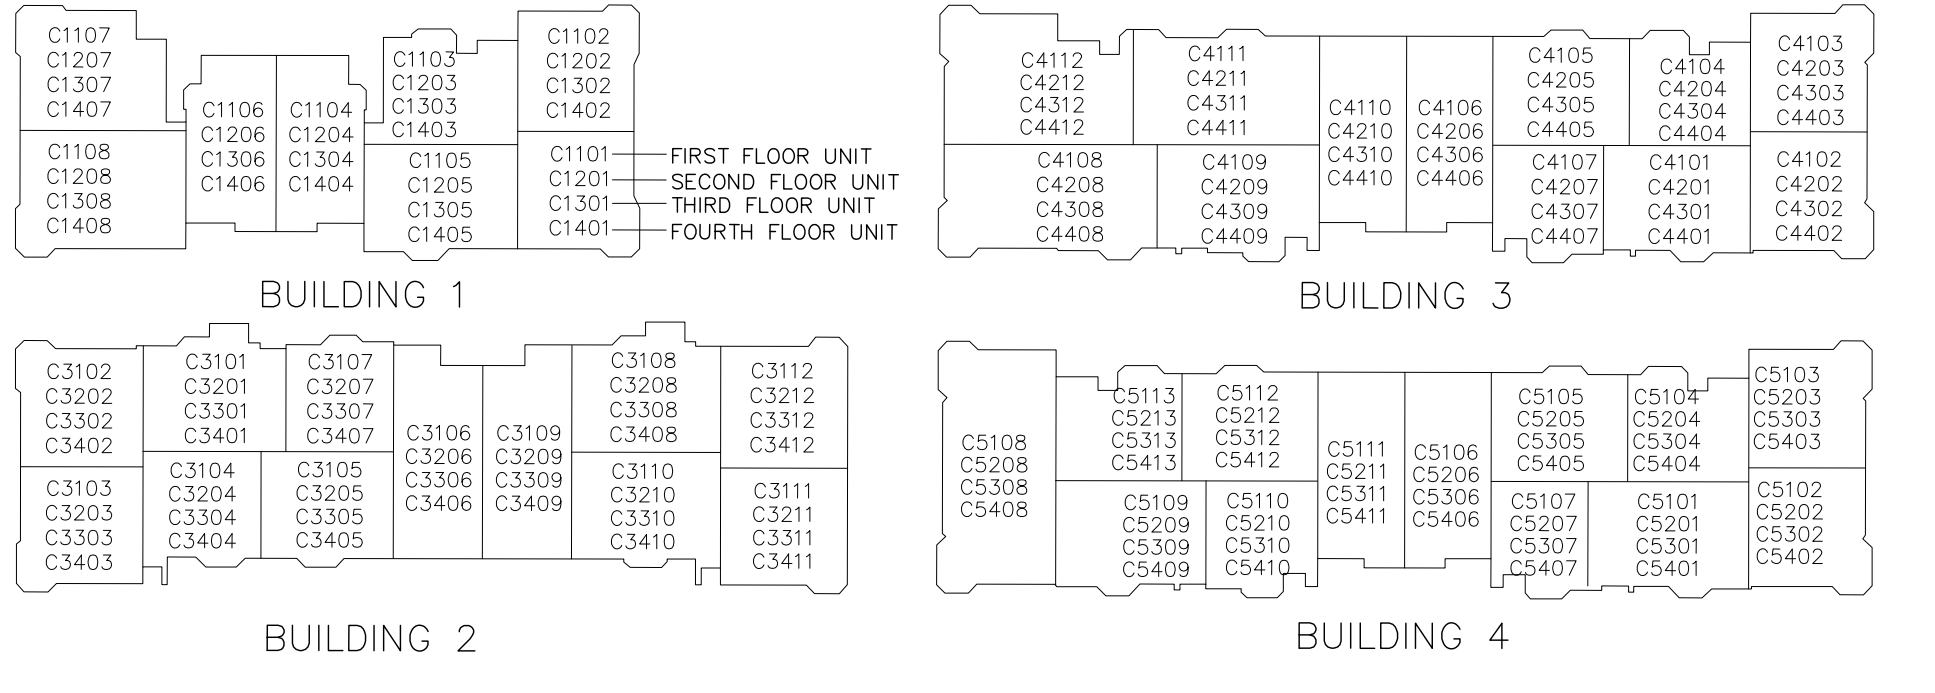 C1107
C1207
C1307
C1407
C1108
C1208
C1308
C1408
C1106
C1206
C1306
C1406
C1104
C1204
C1304
C1404
C1103
C1203
C1303
C1403
C1105
C1205
C1305
C1405
C1102
C1202
C1302
C1402
C1101 FIRST FLOOR UNIT
C1201 SECOND FLOOR UNIT
C1301 THIRD FLOOR UNIT
C1401 FOURTH FLOOR UNIT
BUILDING 1
C4112
C4212
C4312
C4412
C4111
C4211
C4311
C4411
C4108
C4208
C4308
C4408
C4109
C4209
C4309
C4409
C4110
C4210
C4310
C4410
C4106
C4206
C4306
C4406
C4105
C4205
C4305
C4405
C4104
C4204
C4304
C4404
C4107
C4207
C4307
C4407
C4101
C4201
C4301
C4401
C4103
C4203
C4303
C4403
C4102
C4202
C4302
C4402
BUILDING 3
C3102
C3202
C3302
C3402
C3103
C3203
C3303
C3403
C3101
C3201
C3301
C3401
C3107
C3207
C3307
C3407
C3104
C3204
C3304
C3404
C3105
C3205
C3305
C3405
C3106
C3206
C3306
C3406
C3109
C3209
C3309
C3409
C3108
C3208
C3308
C3408
C3110
C3210
C3310
C3410
C3112
C3212
C3312
C3412
C3111
C3211
C3311
C3411
BUILDING 2
C5108
C5208
C5308
C5408
C5113
C5213
C5313
C5413
C5112
C5212
C5312
C5412
C5109
C5209
C5309
C5409
C5110
C5210
C5310
C5410
C5111
C5211
C5311
C5411
C5106
C5206
C5306
C5406
C5105
C5205
C5305
C5405
C5104
C5204
C5304
C5404
C5107
C5207
C5307
C5407
C5101
C5201
C5301
C5401
C5103
C5203
C5303
C5403
C5102
C5202
C5302
C5402
BUILDING 4